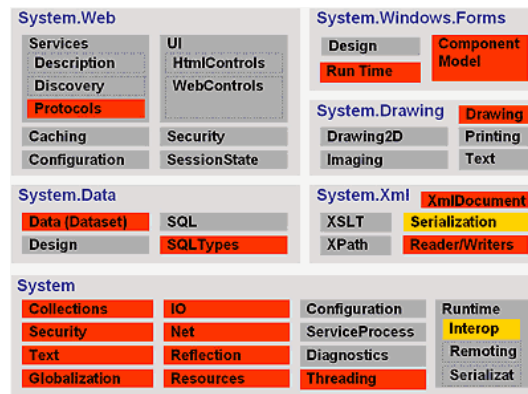 System.Web
Services
Description
Discovery
Protocols
UI
HtmlControls
WebControls
Caching
Security
Configuration
SessionState
System.Windows.Forms
Design
Run Time
Component
Model
System.Drawing
Drawing
Drawing2D
Printing
Imaging
Text
System.Data
Data (Dataset)
SQL
Design
SQLTypes
System.Xml
XmlDocument
XSLT
Serialization
XPath
Reader/Writers
System
Collections
IO
Configuration
Runtime
Security
Net
ServiceProcess
Interop
Text
Reflection
Diagnostics
Remoting
Globalization
Resources
Threading
Serializat